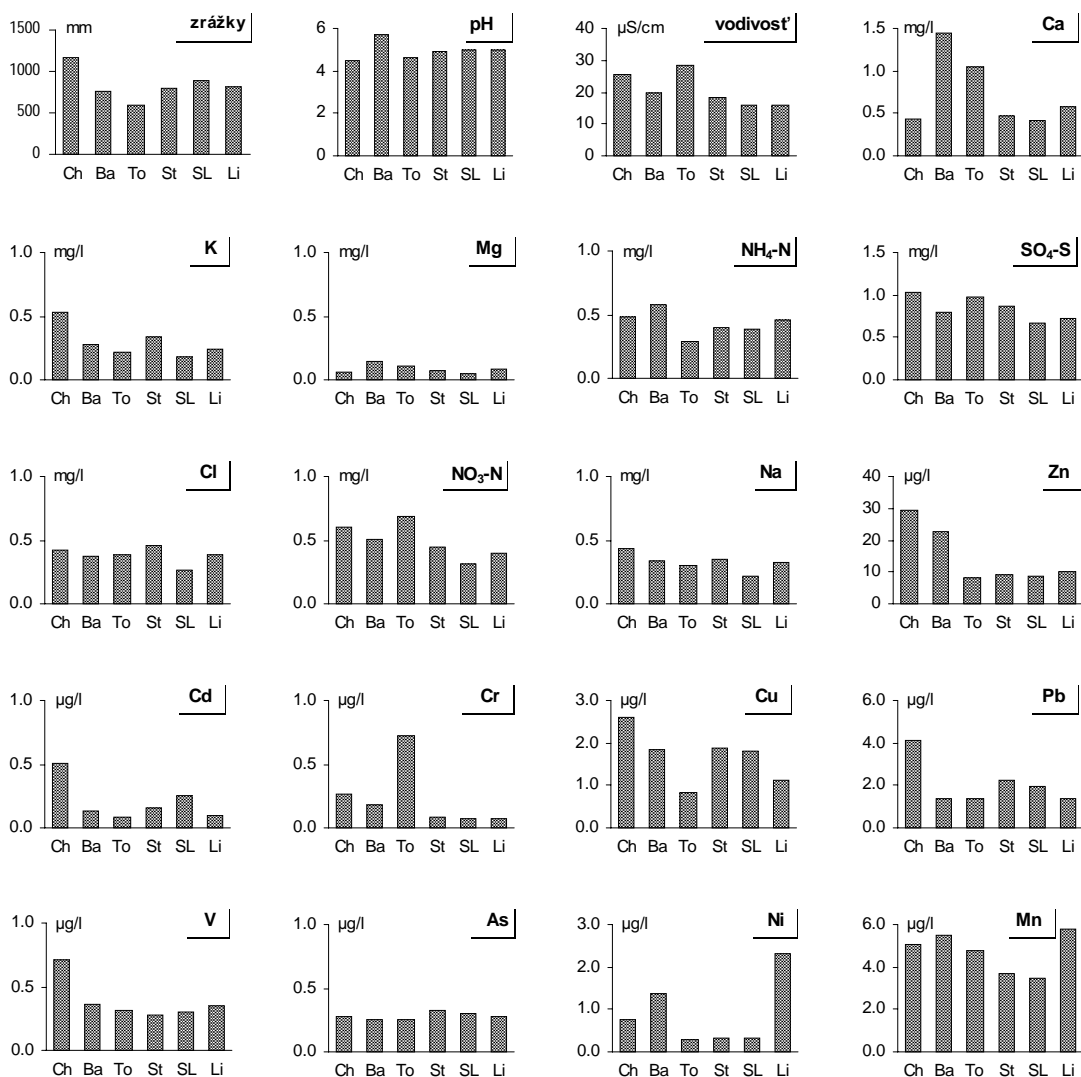 zrážky
mm
1500
1000
500
0
Ch Ba To St SL Li
pH
6
4
2
0
Ch Ba To St SL Li
vodivosť
µS/cm
40
30
20
10
0
Ch Ba To St SL Li
Ca
mg/l
1.5
1.0
0.5
0.0
Ch Ba To St SL Li
K
mg/l
1.0
0.5
0.0
Ch Ba To St SL Li
Mg
mg/l
1.0
0.5
0.0
Ch Ba To St SL Li
NH₄-N
mg/l
1.0
0.5
0.0
Ch Ba To St SL Li
SO₄-S
mg/l
1.5
1.0
0.5
0.0
Ch Ba To St SL Li
Cl
mg/l
1.0
0.5
0.0
Ch Ba To St SL Li
NO₃-N
mg/l
1.0
0.5
0.0
Ch Ba To St SL Li
Na
mg/l
1.0
0.5
0.0
Ch Ba To St SL Li
Zn
µg/l
40
30
20
10
0
Ch Ba To St SL Li
Cd
µg/l
1.0
0.5
0.0
Ch Ba To St SL Li
Cr
µg/l
1.0
0.5
0.0
Ch Ba To St SL Li
Cu
µg/l
3.0
2.0
1.0
0.0
Ch Ba To St SL Li
Pb
µg/l
6.0
4.0
2.0
0.0
Ch Ba To St SL Li
V
µg/l
1.0
0.5
0.0
Ch Ba To St SL Li
As
µg/l
1.0
0.5
0.0
Ch Ba To St SL Li
Ni
µg/l
3.0
2.0
1.0
0.0
Ch Ba To St SL Li
Mn
µg/l
6.0
4.0
2.0
0.0
Ch Ba To St SL Li